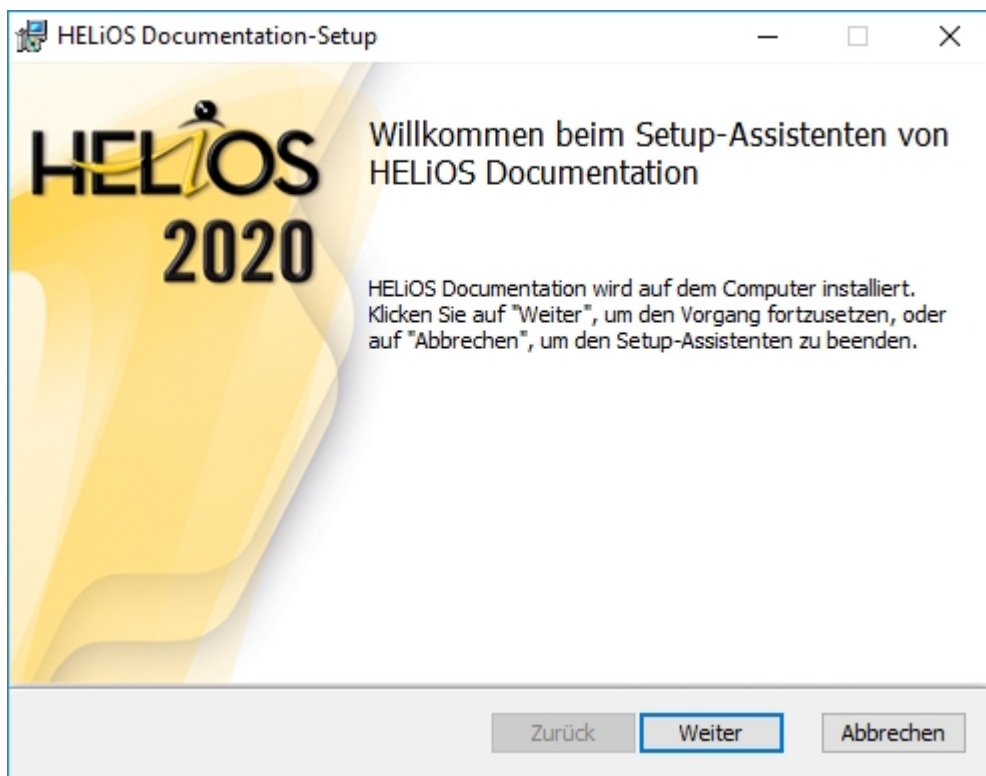 HELiOS Documentation-Setup
HELiOS
2020
Willkommen beim Setup-Assistenten von
HELiOS Documentation
HELiOS Documentation wird auf dem Computer installiert.
Klicken Sie auf "Weiter", um den Vorgang fortzusetzen, oder
auf "Abbrechen", um den Setup-Assistenten zu beenden.
Zurück
Weiter
Abbrechen